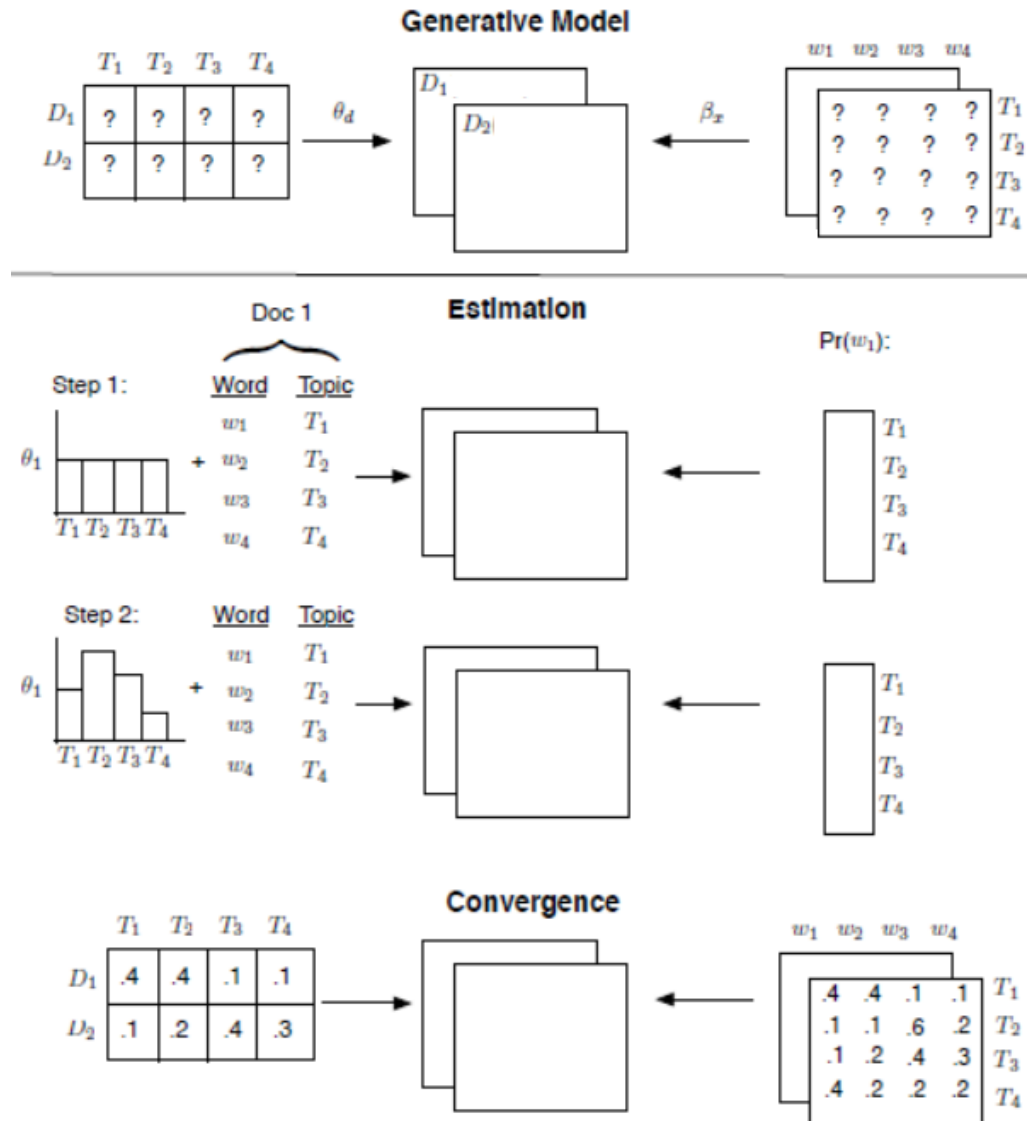 Generative Model
T₁ T₂ T₃ T₄
D₁ ? ? ? ?
D₂ ? ? ? ?
θ_d
D₁
D₂
β_x
w₁ w₂ w₃ w₄
? ? ? ? T₁
? ? ? ? T₂
? ? ? ? T₃
? ? ? ? T₄
Estimation
Doc 1
Pr(w₁):
Step 1:
Word Topic
w₁ T₁
w₂ T₂
w₃ T₃
w₄ T₄
θ₁
+
T₁ T₂ T₃ T₄
T₁
T₂
T₃
T₄
Step 2:
Word Topic
w₁ T₁
w₂ T₂
w₃ T₃
w₄ T₄
θ₁
+
T₁ T₂ T₃ T₄
T₁
T₂
T₃
T₄
Convergence
T₁ T₂ T₃ T₄
D₁ .4 .4 .1 .1
D₂ .1 .2 .4 .3
w₁ w₂ w₃ w₄
.4 .4 .1 .1 T₁
.1 .1 .6 .2 T₂
.1 .2 .4 .3 T₃
.4 .2 .2 .2 T₄